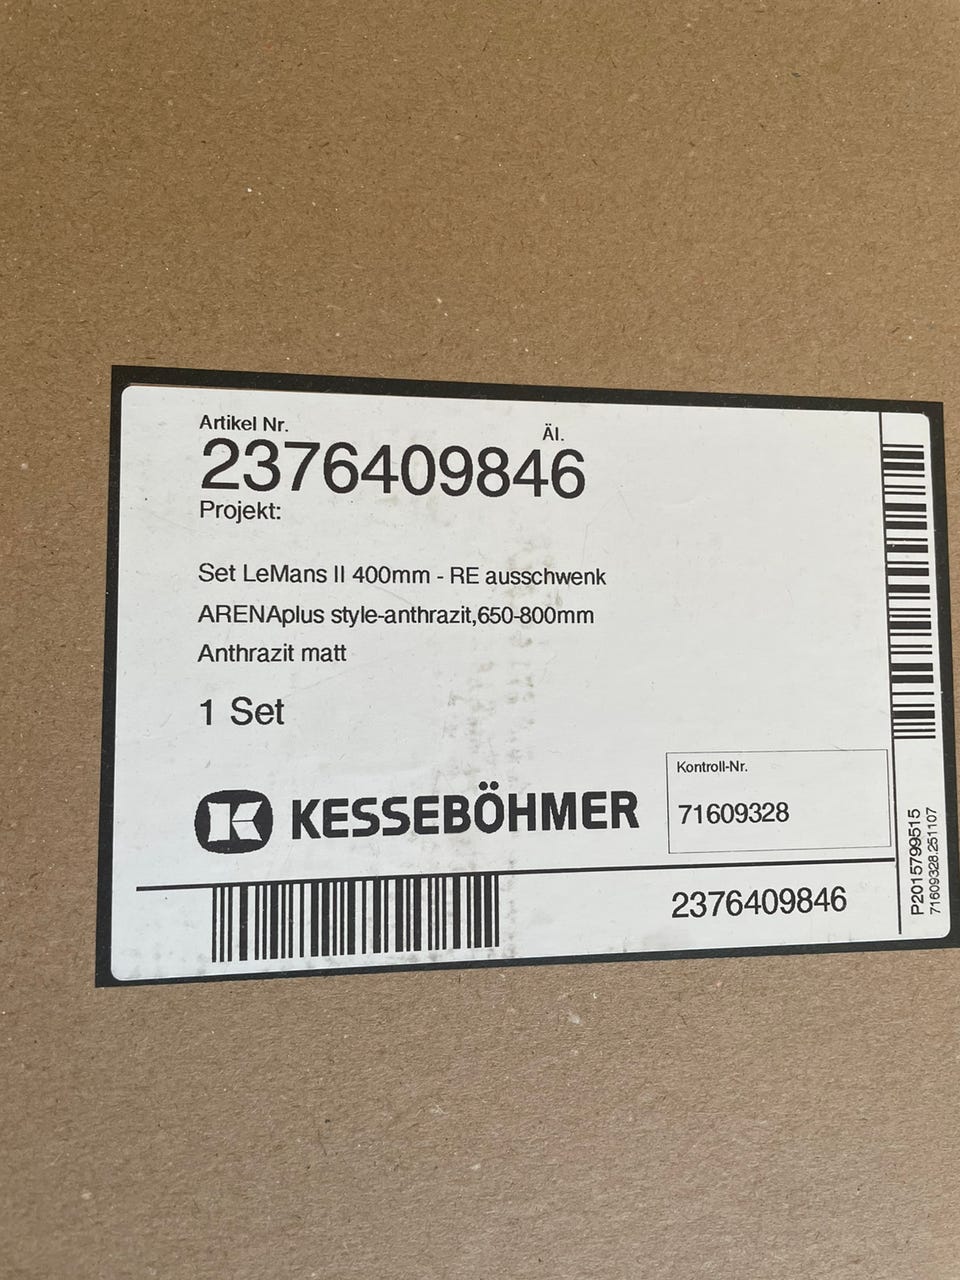 Artikel Nr.
Äl.
2376409846
Projekt:
Set LeMans II 400mm - RE ausschwenk
ARENAplus style-anthrazit,650-800mm
Anthrazit matt
1 Set
KESSEBÖHMER
Kontroll-Nr.
71609328
2376409846
P2015799515
71609328.251107